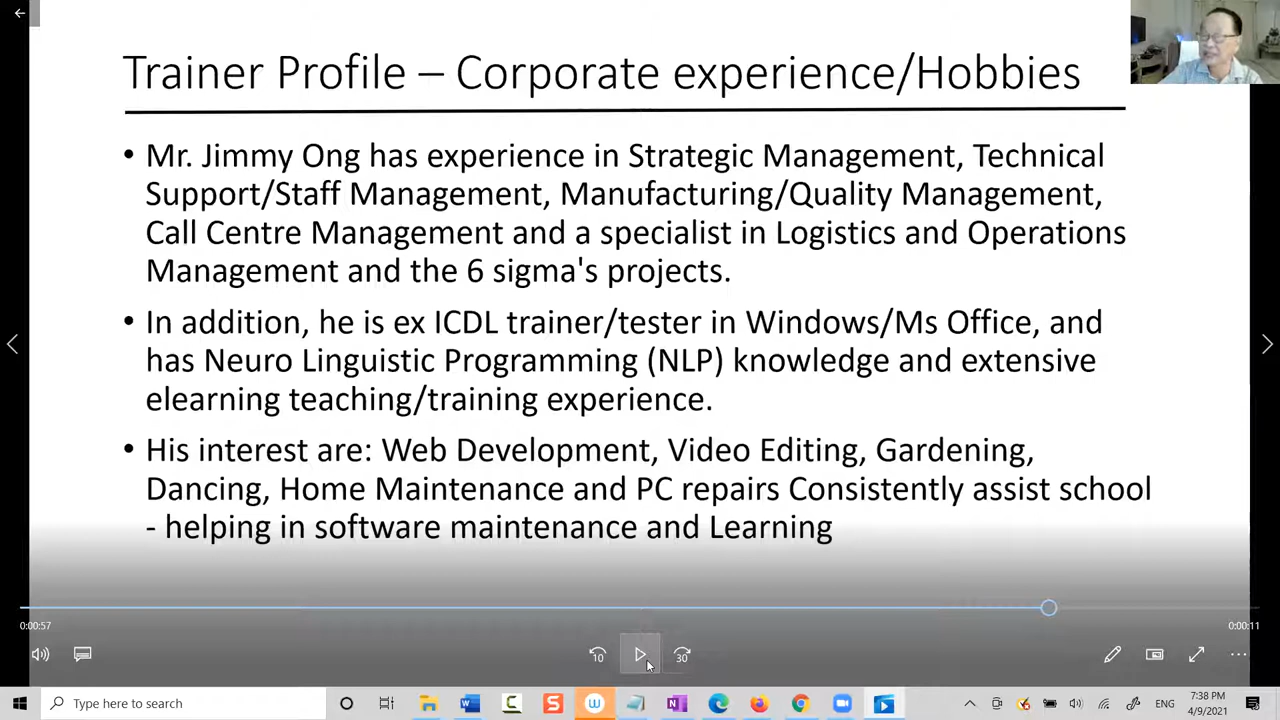 Trainer Profile – Corporate experience/Hobbies
• Mr. Jimmy Ong has experience in Strategic Management, Technical
Support/Staff Management, Manufacturing/Quality Management,
Call Centre Management and a specialist in Logistics and Operations
Management and the 6 sigma's projects.
• In addition, he is ex ICDL trainer/tester in Windows/Ms Office, and
has Neuro Linguistic Programming (NLP) knowledge and extensive
elearning teaching/training experience.
• His interest are: Web Development, Video Editing, Gardening,
Dancing, Home Maintenance and PC repairs Consistently assist school
- helping in software maintenance and Learning
0:00:57
0:00:11
10
30
Type here to search
ENG
7:38 PM
4/9/2021